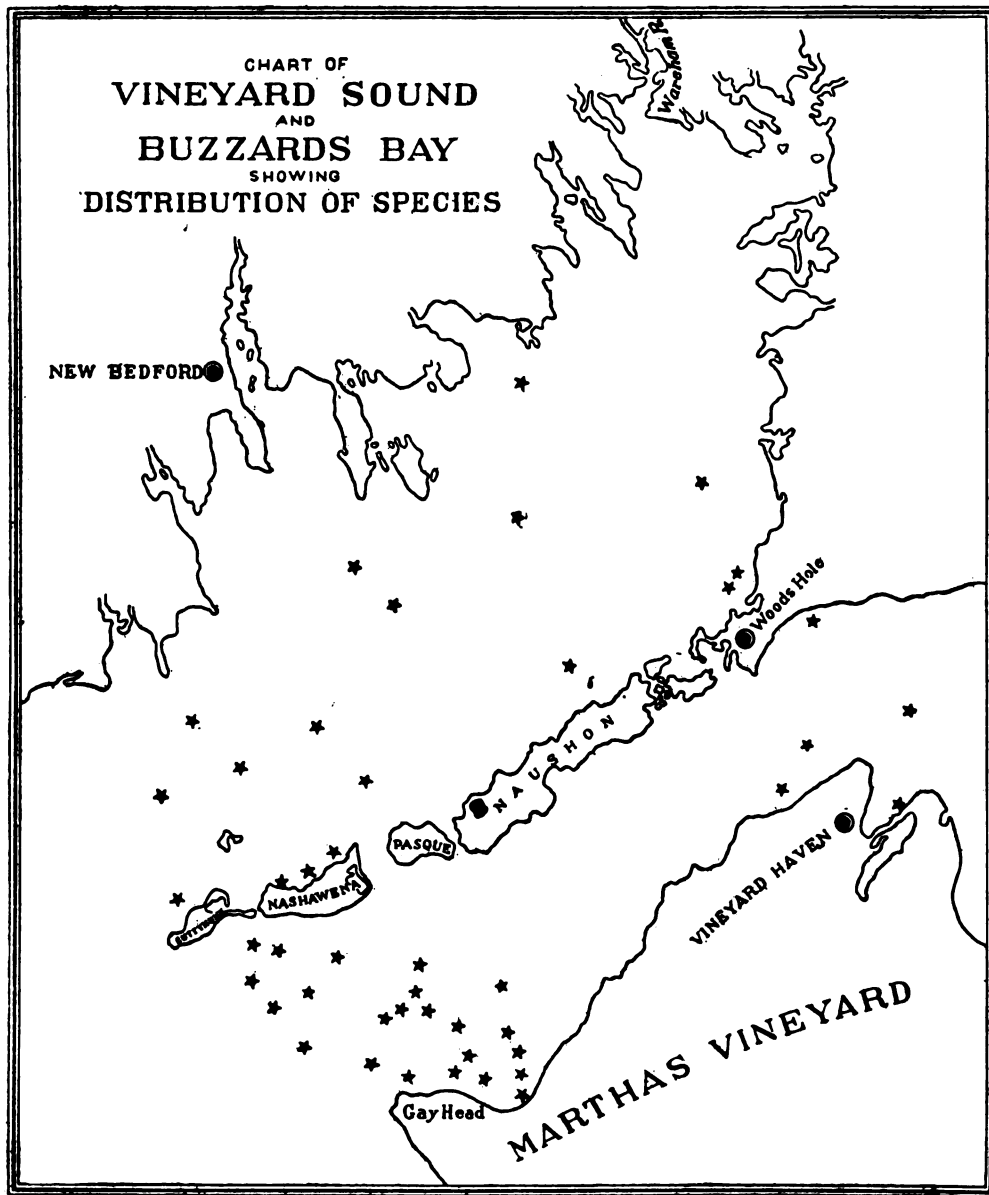 CHART OF
VINEYARD SOUND
AND
BUZZARDS BAY
SHOWING
DISTRIBUTION OF SPECIES
Wareham R.
NEW BEDFORD
Woods Hole
NAUSHON
PASQUE
NASHAWENA
VINEYARD HAVEN
MARTHAS VINEYARD
Gay Head